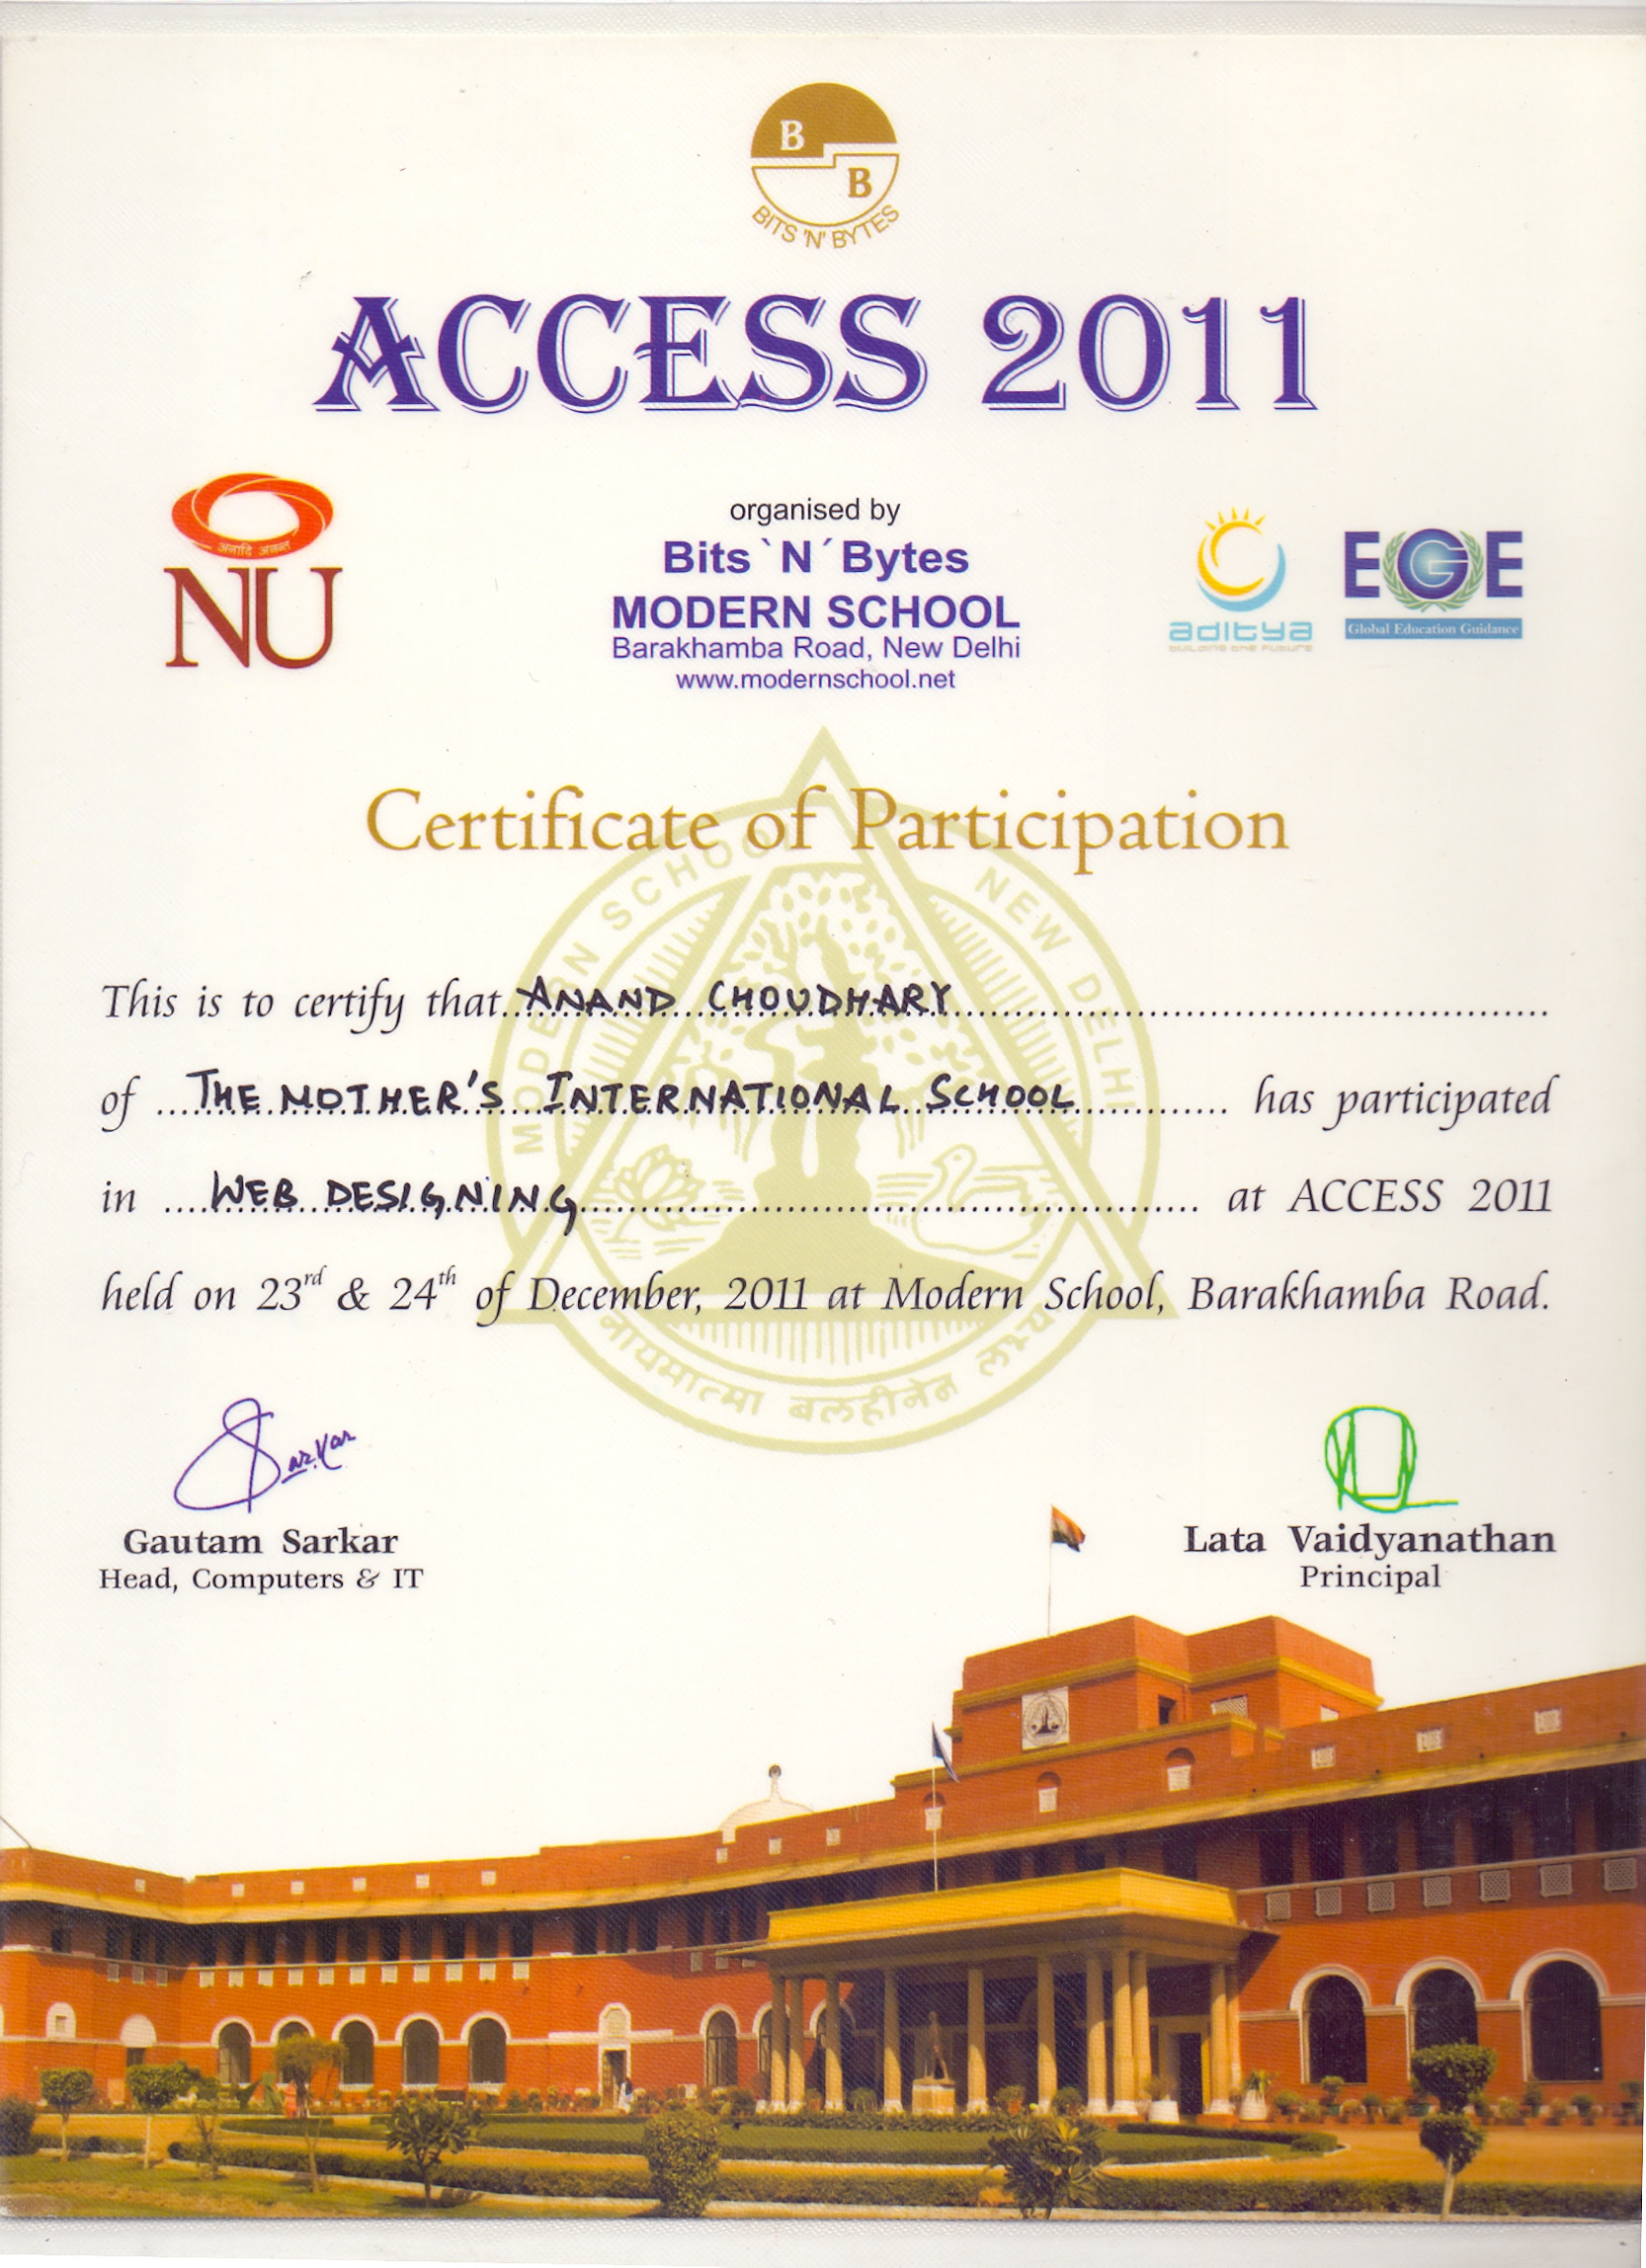 B
B
BITS 'N' BYTES
ACCESS 2011
अनादि अनन्त
NU
organised by
Bits `N´ Bytes
MODERN SCHOOL
Barakhamba Road, New Delhi
www.modernschool.net
aditya
BUILDING THE FUTURE
EGE
Global Education Guidance
Certificate of Participation
MODERN SCHOOL NEW DELHI
This is to certify that ANAND CHOUDHARY
of THE MOTHER'S INTERNATIONAL SCHOOL has participated
in WEB DESIGNING at ACCESS 2011
held on 23rd & 24th of December, 2011 at Modern School, Barakhamba Road.
नायमात्मा बलहीनेन लभ्य
Sarkar
Gautam Sarkar
Head, Computers & IT
Lata Vaidyanathan
Principal